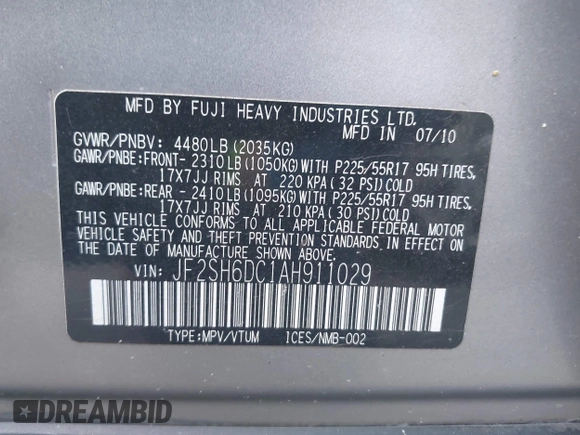 MFD BY FUJI HEAVY INDUSTRIES LTD.
MFD IN 07/10
GVWR/PNBV: 4480LB(2035KG)
GAWR/PNBE:FRONT- 2310LB(1050KG)WITH P225/55R17 95H TIRES,
17X7JJ RIMS AT 220 KPA(32 PSI)COLD
GAWR/PNBE:REAR - 2410LB(1095KG)WITH P225/55R17 95H TIRES,
17X7JJ RIMS AT 210 KPA(30 PSI)COLD
THIS VEHICLE CONFORMS TO ALL APPLICABLE FEDERAL MOTOR
VEHICLE SAFETY AND THEFT PREVENTION STANDARDS IN EFFECT
ON THE DATE OF MANUFACTURE SHOWN ABOVE.
VIN: JF2SH6DC1AH911029
TYPE:MPV/VTUM ICES/NMB-002
DREAMBID